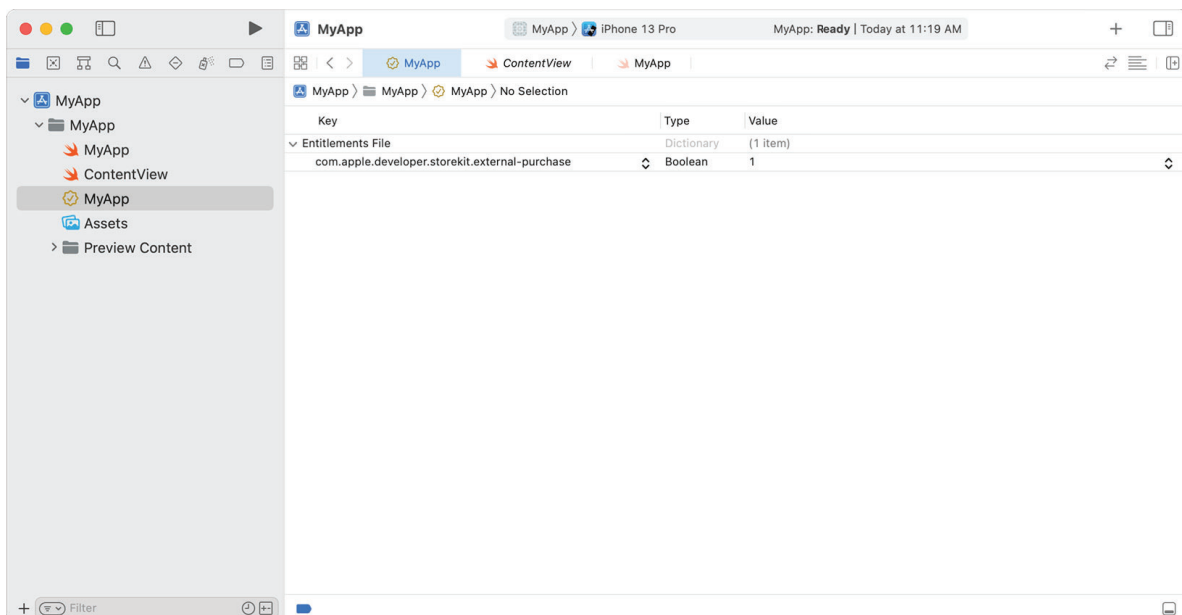 MyApp
MyApp 〉 iPhone 13 Pro
MyApp: Ready | Today at 11:19 AM
MyApp
ContentView
MyApp
MyApp 〉 MyApp 〉 MyApp 〉 No Selection
MyApp
MyApp
MyApp
ContentView
MyApp
Assets
Preview Content
Key Type Value
Entitlements File Dictionary (1 item)
com.apple.developer.storekit.external-purchase Boolean 1
Filter